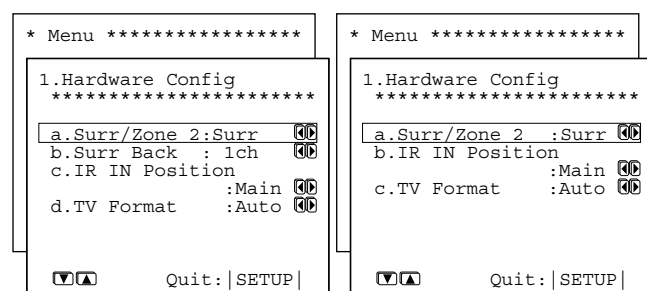 * Menu *****************
1.Hardware Config
***********************
a.Surr/Zone 2:Surr
b.Surr Back : 1ch
c.IR IN Position
:Main
d.TV Format :Auto
Quit:|SETUP|
* Menu *****************
1.Hardware Config
***********************
a.Surr/Zone 2 :Surr
b.IR IN Position
:Main
c.TV Format :Auto
Quit:|SETUP|